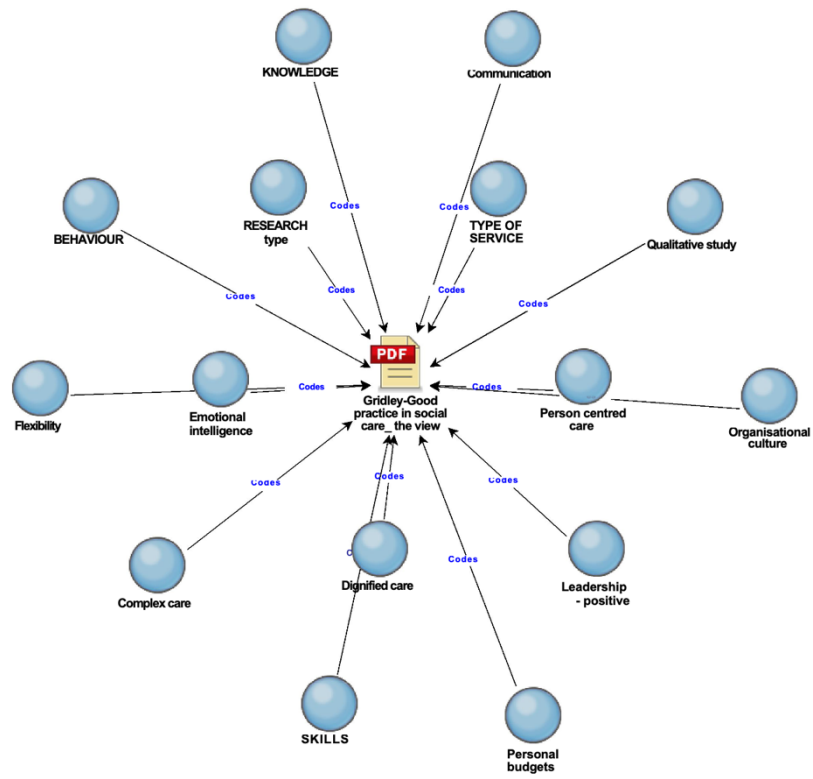 KNOWLEDGE
Communication
RESEARCH
type
TYPE OF
SERVICE
Codes
Codes
BEHAVIOUR
Qualitative study
Codes
Codes
Codes
Codes
PDF
Gridley-Good
practice in social
care_ the view
Flexibility
Emotional
intelligence
Codes
Codes
Person centred
care
Organisational
culture
Codes
Codes
Codes
Codes
Complex care
Dignified care
Leadership
- positive
SKILLS
Personal
budgets